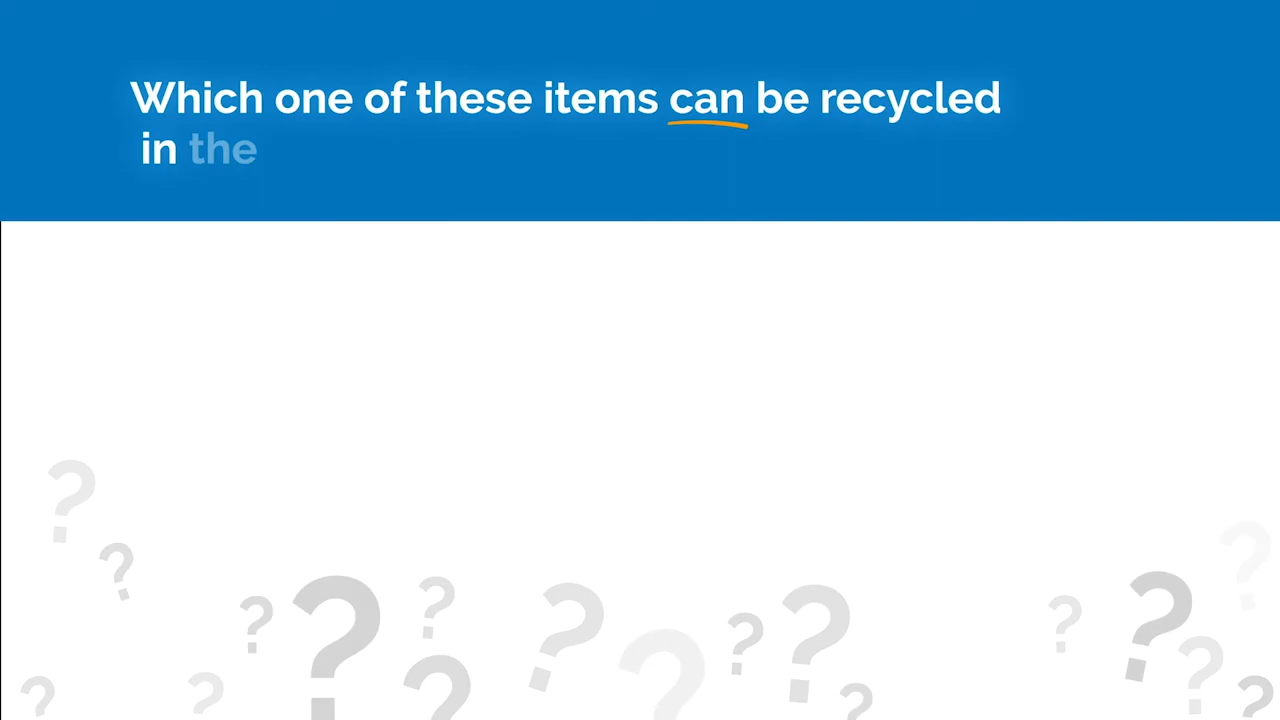 Which one of these items can be recycled
in the